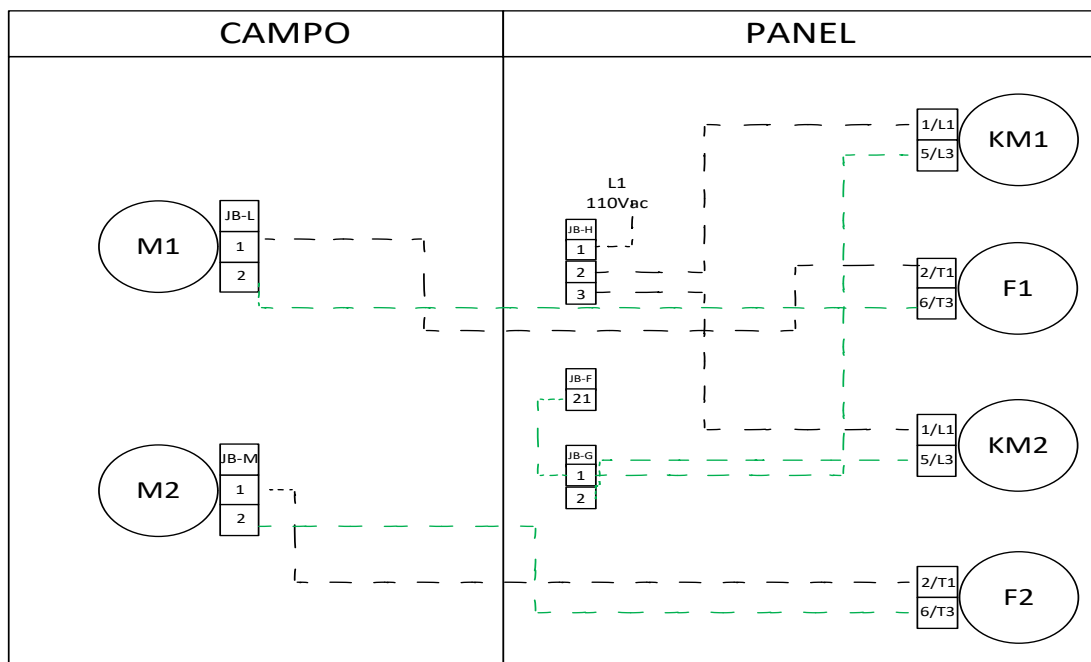 CAMPO
PANEL
1/L1
5/L3
KM1
L1
110Vac
JB-L
1
2
M1
JB-H
1
2
3
2/T1
6/T3
F1
JB-F
21
1/L1
5/L3
KM2
JB-M
1
2
M2
JB-G
1
2
2/T1
6/T3
F2